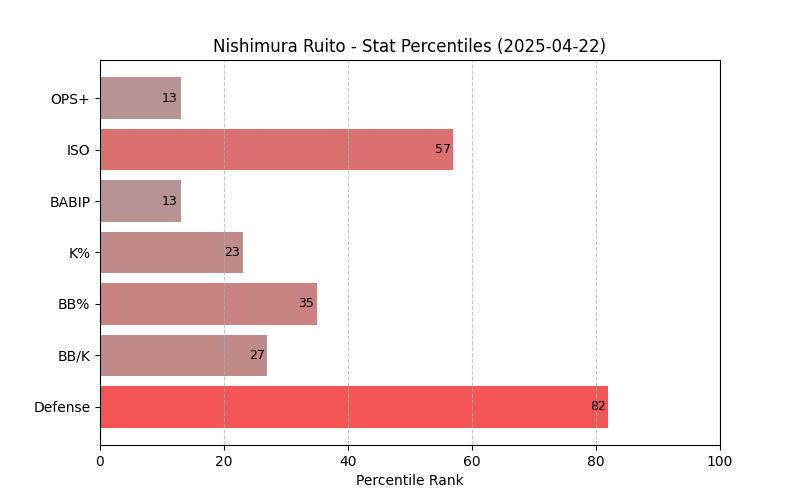 Nishimura Ruito - Stat Percentiles (2025-04-22)
OPS+ 13
ISO 57
BABIP 13
K% 23
BB% 35
BB/K 27
Defense 82
0 20 40 60 80 100
Percentile Rank